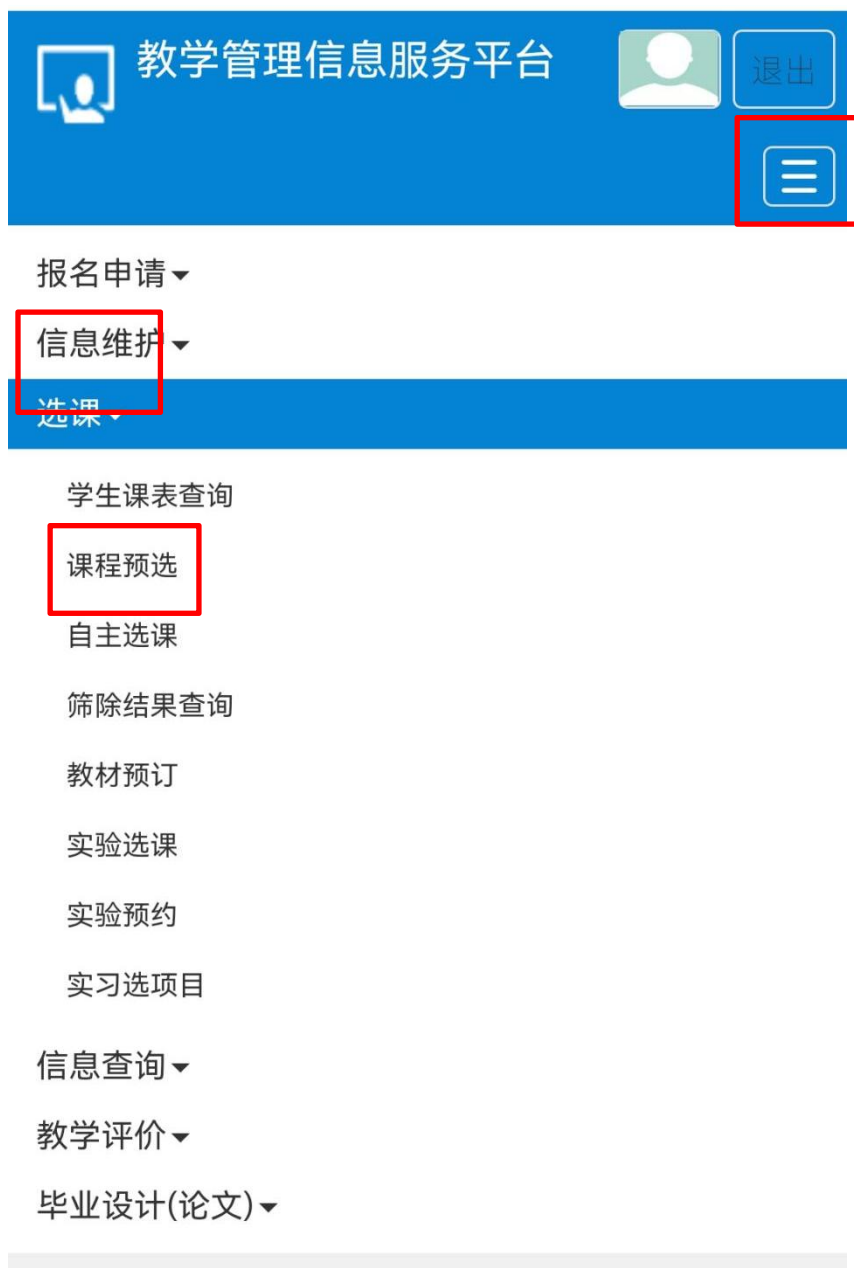 教学管理信息服务平台
退出
报名申请
信息维护
选课
学生课表查询
课程预选
自主选课
筛除结果查询
教材预订
实验选课
实验预约
实习选项目
信息查询
教学评价
毕业设计(论文)